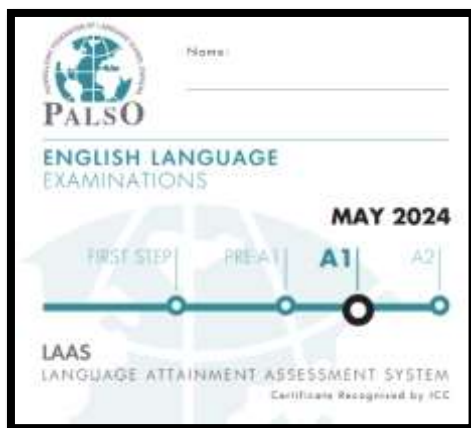 Name:
PALSO
ENGLISH LANGUAGE
EXAMINATIONS
MAY 2024
FIRST STEP
PRE-A1
A1
A2
LAAS
LANGUAGE ATTAINMENT ASSESSMENT SYSTEM
Certificate Recognised by ICC